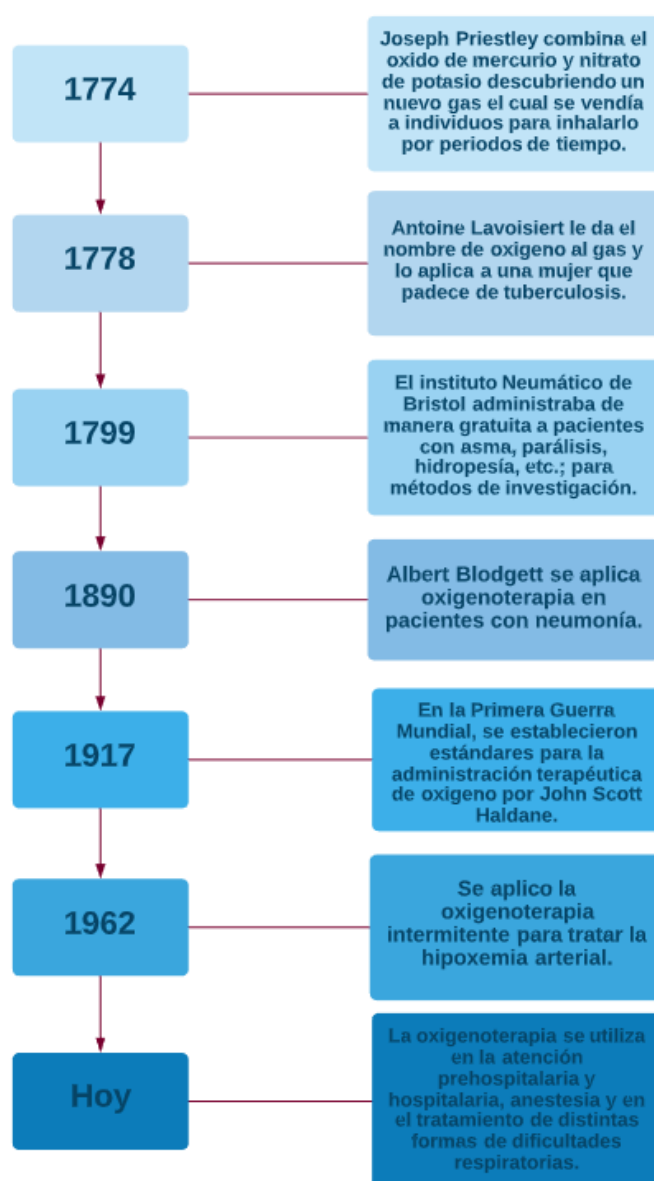 1774
Joseph Priestley combina el
oxido de mercurio y nitrato
de potasio descubriendo un
nuevo gas el cual se vendía
a individuos para inhalarlo
por periodos de tiempo.
1778
Antoine Lavoisiert le da el
nombre de oxigeno al gas y
lo aplica a una mujer que
padece de tuberculosis.
1799
El instituto Neumático de
Bristol administraba de
manera gratuita a pacientes
con asma, parálisis,
hidropesía, etc.; para
métodos de investigación.
1890
Albert Blodgett se aplica
oxigenoterapia en
pacientes con neumonía.
1917
En la Primera Guerra
Mundial, se establecieron
estándares para la
administración terapéutica
de oxigeno por John Scott
Haldane.
1962
Se aplico la
oxigenoterapia
intermitente para tratar la
hipoxemia arterial.
Hoy
La oxigenoterapia se utiliza
en la atención
prehospitalaria y
hospitalaria, anestesia y en
el tratamiento de distintas
formas de dificultades
respiratorias.